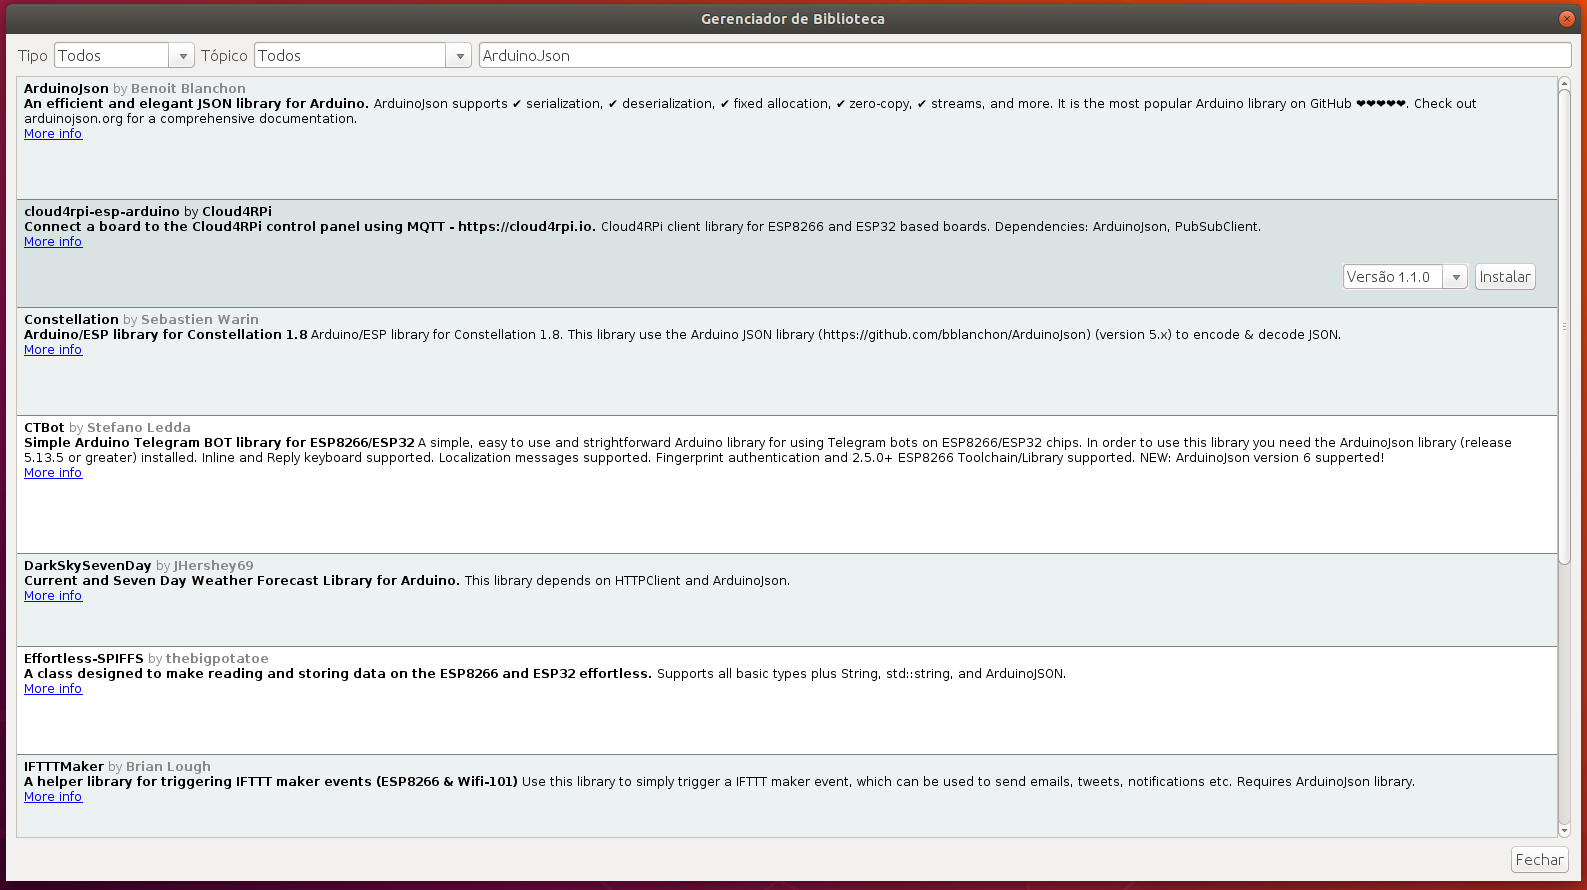 Gerenciador de Biblioteca
Tipo Todos Tópico Todos ArduinoJson
ArduinoJson by Benoit Blanchon
An efficient and elegant JSON library for Arduino. ArduinoJson supports ✔ serialization, ✔ deserialization, ✔ fixed allocation, ✔ zero-copy, ✔ streams, and more. It is the most popular Arduino library on GitHub ❤❤❤❤❤. Check out
arduinojson.org for a comprehensive documentation.
More info
cloud4rpi-esp-arduino by Cloud4RPi
Connect a board to the Cloud4RPi control panel using MQTT - https://cloud4rpi.io. Cloud4RPi client library for ESP8266 and ESP32 based boards. Dependencies: ArduinoJson, PubSubClient.
More info
Versão 1.1.0 Instalar
Constellation by Sebastien Warin
Arduino/ESP library for Constellation 1.8 Arduino/ESP library for Constellation 1.8. This library use the Arduino JSON library (https://github.com/bblanchon/ArduinoJson) (version 5.x) to encode & decode JSON.
More info
CTBot by Stefano Ledda
Simple Arduino Telegram BOT library for ESP8266/ESP32 A simple, easy to use and strightforward Arduino library for using Telegram bots on ESP8266/ESP32 chips. In order to use this library you need the ArduinoJson library (release
5.13.5 or greater) installed. Inline and Reply keyboard supported. Localization messages supported. Fingerprint authentication and 2.5.0+ ESP8266 Toolchain/Library supported. NEW: ArduinoJson version 6 supperted!
More info
DarkSkySevenDay by JHershey69
Current and Seven Day Weather Forecast Library for Arduino. This library depends on HTTPClient and ArduinoJson.
More info
Effortless-SPIFFS by thebigpotatoe
A class designed to make reading and storing data on the ESP8266 and ESP32 effortless. Supports all basic types plus String, std::string, and ArduinoJSON.
More info
IFTTTMaker by Brian Lough
A helper library for triggering IFTTT maker events (ESP8266 & Wifi-101) Use this library to simply trigger a IFTTT maker event, which can be used to send emails, tweets, notifications etc. Requires ArduinoJson library.
More info
Fechar